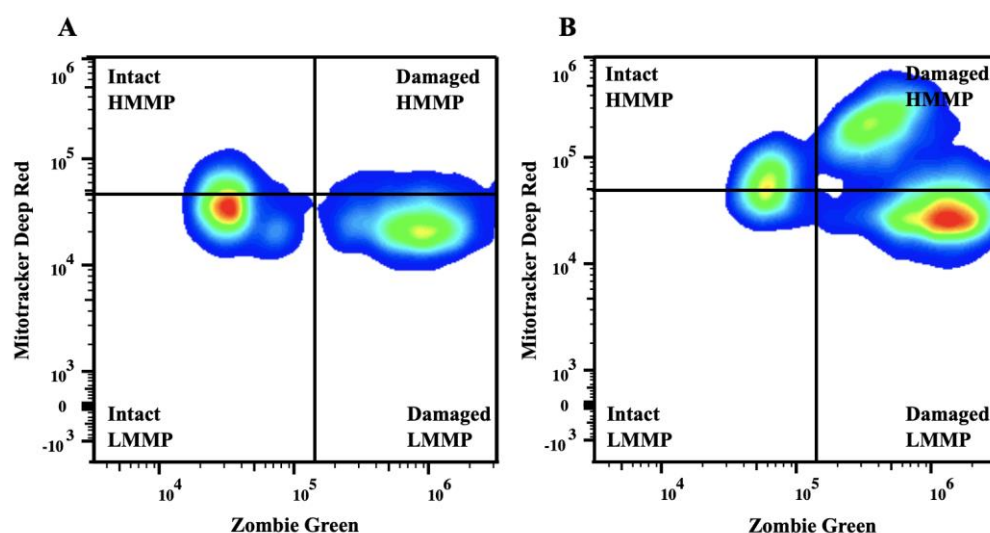 A
Intact
HMMP
Damaged
HMMP
Intact
LMMP
Damaged
LMMP
Mitotracker Deep Red
10^6
10^5
10^4
10^3
0
-10^3
10^4
10^5
10^6
Zombie Green
B
Intact
HMMP
Damaged
HMMP
Intact
LMMP
Damaged
LMMP
Mitotracker Deep Red
10^6
10^5
10^4
10^3
0
-10^3
10^4
10^5
10^6
Zombie Green